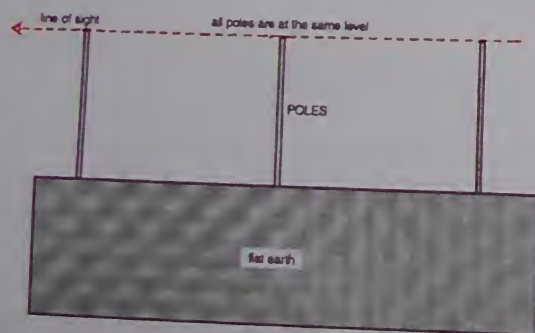 line of sight
all poles are at the same level
POLES
flat earth